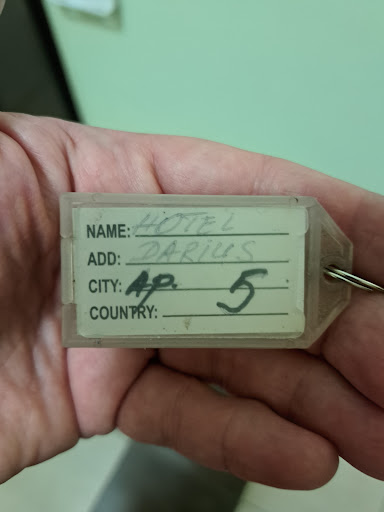 NAME: HOTEL
ADD: DARIUS
CITY: AP. 5
COUNTRY: